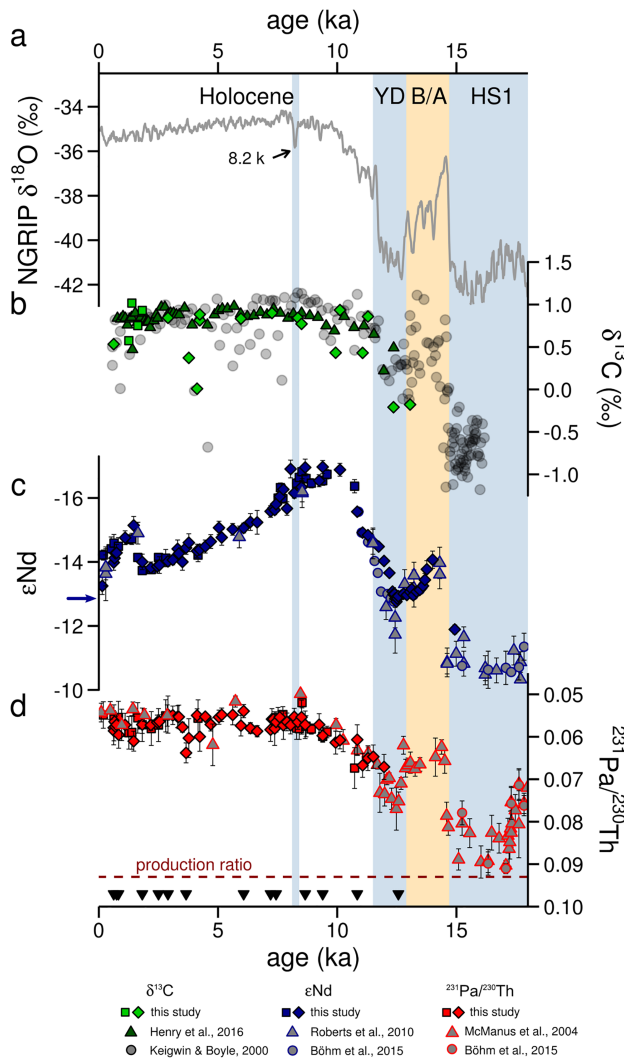 age (ka)
a
0 5 10 15
Holocene YD B/A HS1
-34
-36
-38
-40
-42
NGRIP δ18O (‰)
8.2 k
b
1.5
1.0
0.5
0.0
-0.5
-1.0
δ13C (‰)
c
-16
-14
-12
-10
εNd
d
0.05
0.06
0.07
0.08
0.09
0.10
231Pa/230Th
production ratio
0 5 10 15
age (ka)
δ13C εNd 231Pa/230Th
this study this study this study
Henry et al., 2016 Roberts et al., 2010 McManus et al., 2004
Keigwin & Boyle, 2000 Böhm et al., 2015 Böhm et al., 2015